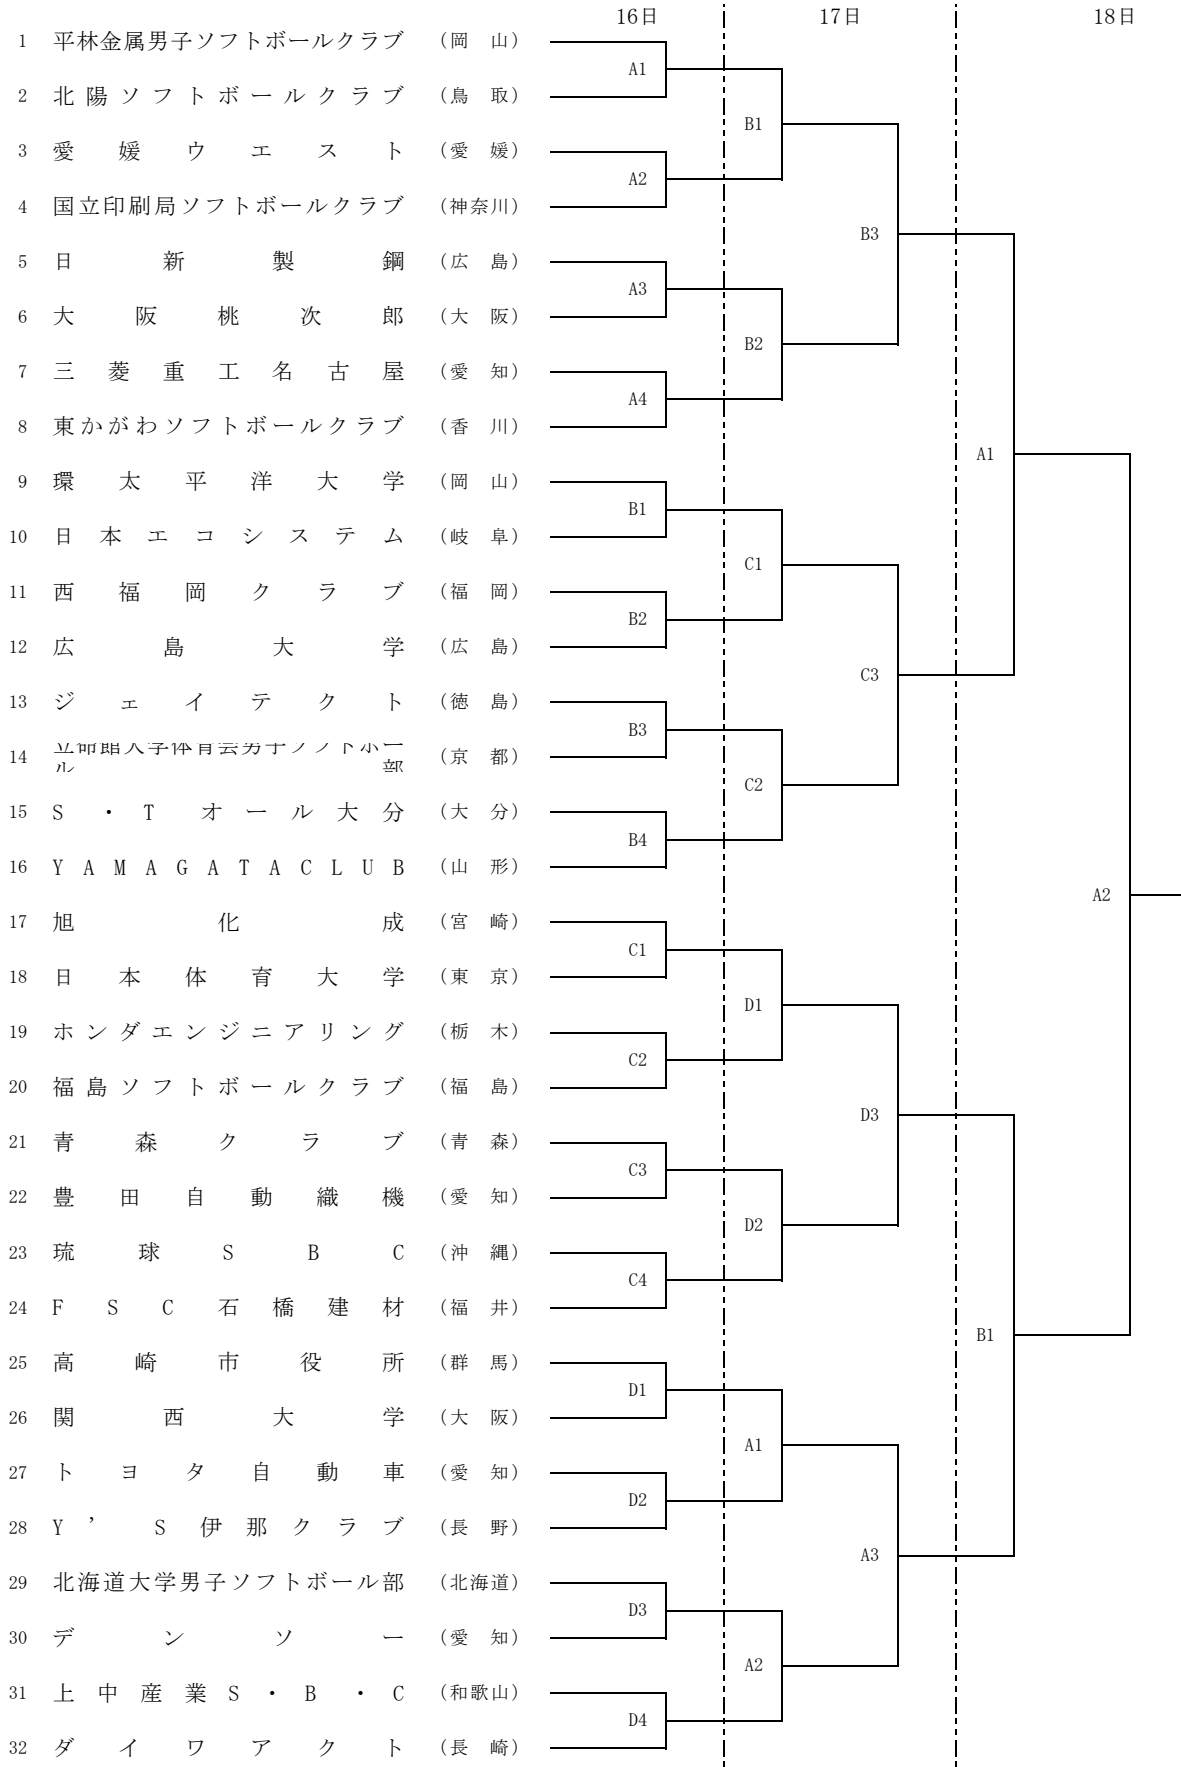 16日 17日 18日
1 平林金属男子ソフトボールクラブ (岡 山)
A1
2 北陽ソフトボールクラブ (鳥 取)
B1
3 愛媛ウエスト (愛 媛)
A2
4 国立印刷局ソフトボールクラブ (神奈川)
B3
5 日新製鋼 (広 島)
A3
6 大阪桃次郎 (大 阪)
B2
7 三菱重工名古屋 (愛 知)
A4
8 東かがわソフトボールクラブ (香 川)
A1
9 環太平洋大学 (岡 山)
B1
10 日本エコシステム (岐 阜)
C1
11 西福岡クラブ (福 岡)
B2
12 広島大学 (広 島)
C3
13 ジェイテクト (徳 島)
B3
14 立命館大学体育会男子ソフトボール部 (京 都)
C2
15 S・Tオール大分 (大 分)
B4
16 YAMAGATACLUB (山 形)
A2
17 旭化成 (宮 崎)
C1
18 日本体育大学 (東 京)
D1
19 ホンダエンジニアリング (栃 木)
C2
20 福島ソフトボールクラブ (福 島)
D3
21 青森クラブ (青 森)
C3
22 豊田自動織機 (愛 知)
D2
23 琉球SBC (沖 縄)
C4
24 FSC石橋建材 (福 井)
B1
25 高崎市役所 (群 馬)
D1
26 関西大学 (大 阪)
A1
27 トヨタ自動車 (愛 知)
D2
28 Y'S伊那クラブ (長 野)
A3
29 北海道大学男子ソフトボール部 (北海道)
D3
30 デンソー (愛 知)
A2
31 上中産業S・B・C (和歌山)
D4
32 ダイワアクト (長 崎)